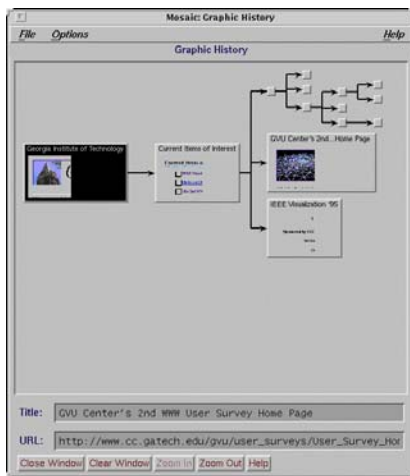 Mosaic: Graphic History
File Options Help
Graphic History
Georgia Institute of Technology
Current Items of Interest
GVU Center's 2nd...Home Page
IEEE Visualization '95
Title: GVU Center's 2nd WWW User Survey Home Page
URL: http://www.cc.gatech.edu/gvu/user_surveys/User_Survey_Ho
Close Window Clear Window Zoom In Zoom Out Help